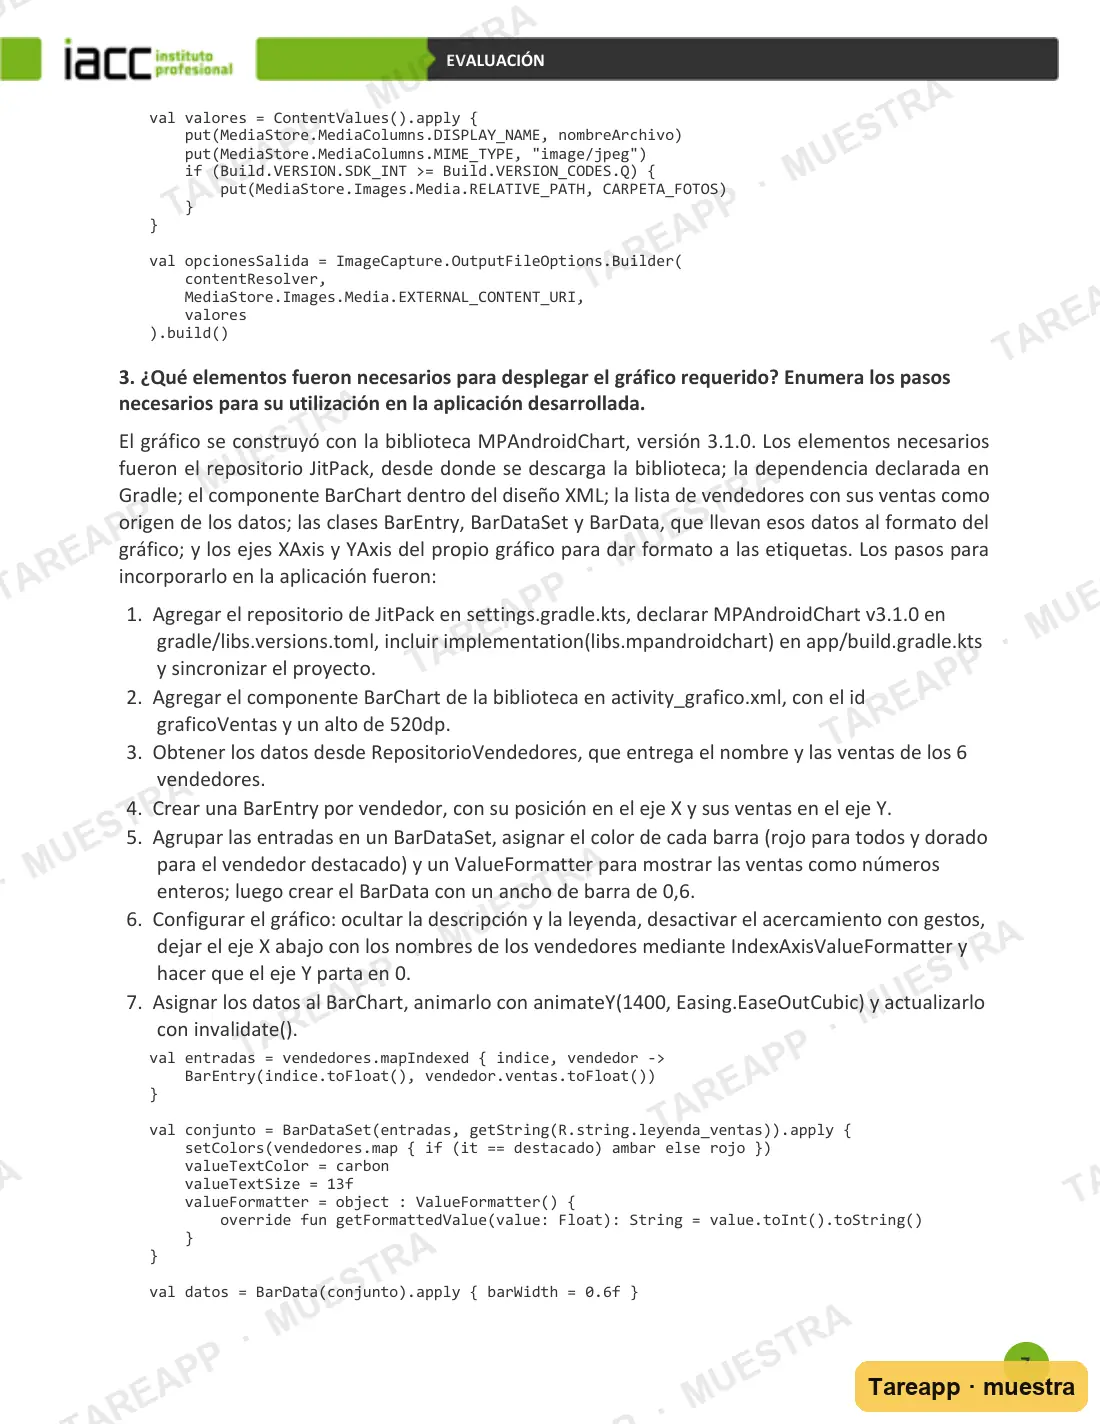 iacc instituto
profesional
EVALUACIÓN
val valores = ContentValues().apply {
    put(MediaStore.MediaColumns.DISPLAY_NAME, nombreArchivo)
    put(MediaStore.MediaColumns.MIME_TYPE, "image/jpeg")
    if (Build.VERSION.SDK_INT >= Build.VERSION_CODES.Q) {
        put(MediaStore.Images.Media.RELATIVE_PATH, CARPETA_FOTOS)
    }
}
val opcionesSalida = ImageCapture.OutputFileOptions.Builder(
    contentResolver,
    MediaStore.Images.Media.EXTERNAL_CONTENT_URI,
    valores
).build()
3. ¿Qué elementos fueron necesarios para desplegar el gráfico requerido? Enumera los pasos
necesarios para su utilización en la aplicación desarrollada.
El gráfico se construyó con la biblioteca MPAndroidChart, versión 3.1.0. Los elementos necesarios
fueron el repositorio JitPack, desde donde se descarga la biblioteca; la dependencia declarada en
Gradle; el componente BarChart dentro del diseño XML; la lista de vendedores con sus ventas como
origen de los datos; las clases BarEntry, BarDataSet y BarData, que llevan esos datos al formato del
gráfico; y los ejes XAxis y YAxis del propio gráfico para dar formato a las etiquetas. Los pasos para
incorporarlo en la aplicación fueron:
1. Agregar el repositorio de JitPack en settings.gradle.kts, declarar MPAndroidChart v3.1.0 en
gradle/libs.versions.toml, incluir implementation(libs.mpandroidchart) en app/build.gradle.kts
y sincronizar el proyecto.
2. Agregar el componente BarChart de la biblioteca en activity_grafico.xml, con el id
graficoVentas y un alto de 520dp.
3. Obtener los datos desde RepositorioVendedores, que entrega el nombre y las ventas de los 6
vendedores.
4. Crear una BarEntry por vendedor, con su posición en el eje X y sus ventas en el eje Y.
5. Agrupar las entradas en un BarDataSet, asignar el color de cada barra (rojo para todos y dorado
para el vendedor destacado) y un ValueFormatter para mostrar las ventas como números
enteros; luego crear el BarData con un ancho de barra de 0,6.
6. Configurar el gráfico: ocultar la descripción y la leyenda, desactivar el acercamiento con gestos,
dejar el eje X abajo con los nombres de los vendedores mediante IndexAxisValueFormatter y
hacer que el eje Y parta en 0.
7. Asignar los datos al BarChart, animarlo con animateY(1400, Easing.EaseOutCubic) y actualizarlo
con invalidate().
val entradas = vendedores.mapIndexed { indice, vendedor ->
    BarEntry(indice.toFloat(), vendedor.ventas.toFloat())
}
val conjunto = BarDataSet(entradas, getString(R.string.leyenda_ventas)).apply {
    setColors(vendedores.map { if (it == destacado) ambar else rojo })
    valueTextColor = carbon
    valueTextSize = 13f
    valueFormatter = object : ValueFormatter() {
        override fun getFormattedValue(value: Float): String = value.toInt().toString()
    }
}
val datos = BarData(conjunto).apply { barWidth = 0.6f }
Tareapp · muestra
TAREAPP · MUESTRA